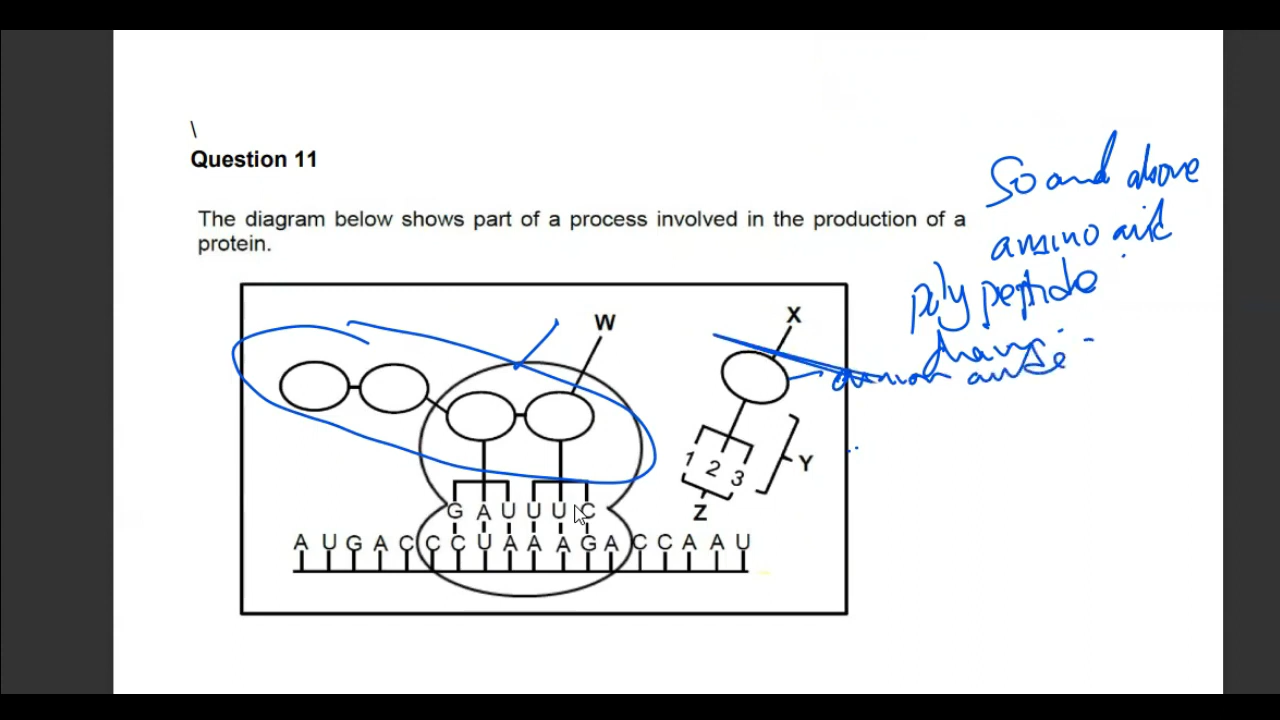 \
Question 11
The diagram below shows part of a process involved in the production of a
protein.
So and above
amino acid
poly peptide
W
X
1 2 3
Y
Z
G A U U U C
A U G A C C C U A A A G A C C A A U